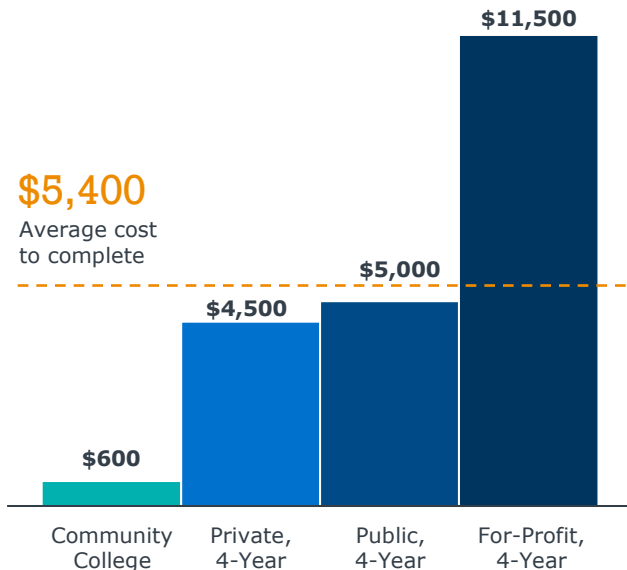 $11,500
$5,400
Average cost
to complete
$5,000
$4,500
$600
Community
College
Private,
4-Year
Public,
4-Year
For-Profit,
4-Year